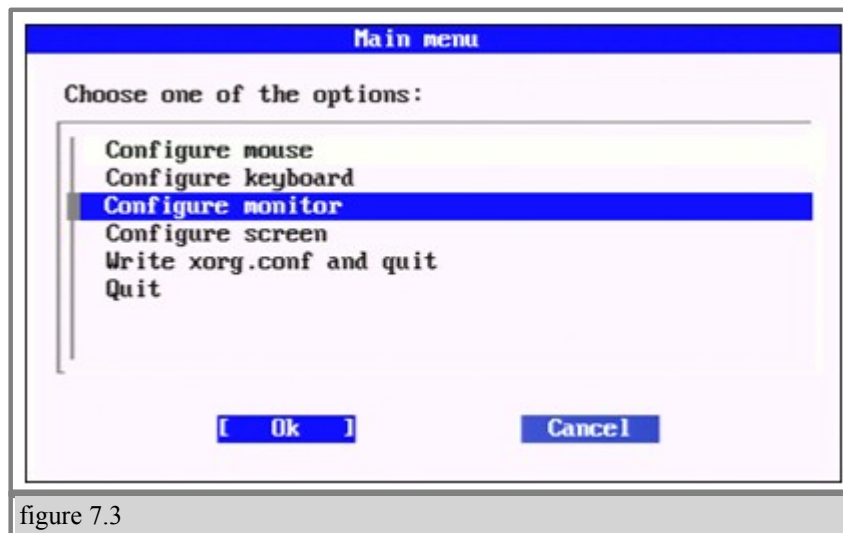 Main menu
Choose one of the options:
Configure mouse
Configure keyboard
Configure monitor
Configure screen
Write xorg.conf and quit
Quit
[ Ok ] Cancel
figure 7.3